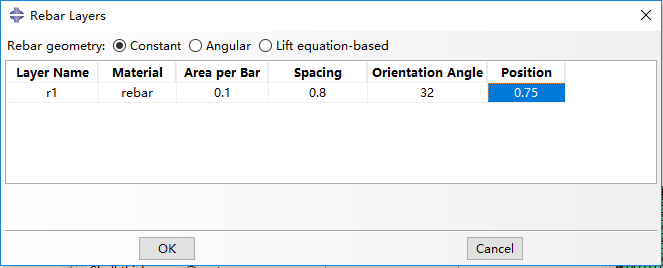 Rebar Layers
Rebar geometry: Constant Angular Lift equation-based
Layer Name Material Area per Bar Spacing Orientation Angle Position
r1 rebar 0.1 0.8 32 0.75
OK Cancel